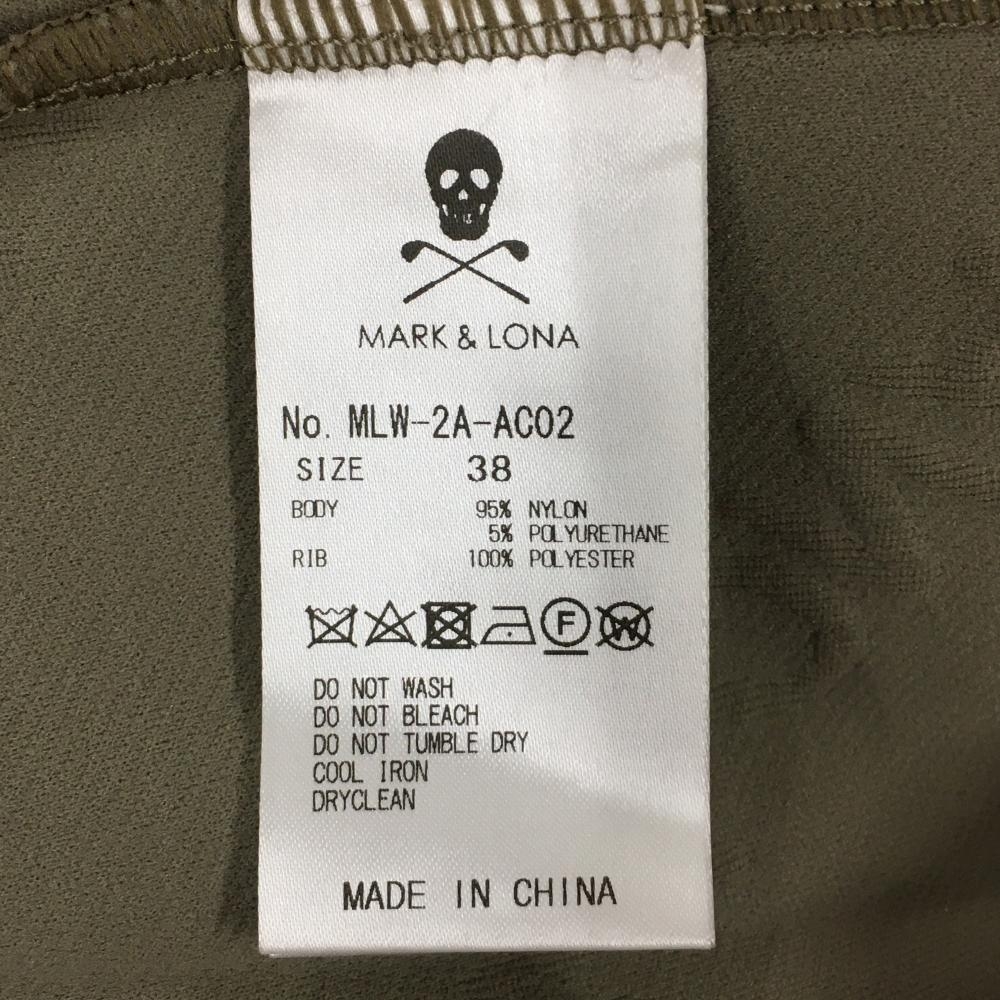 MARK & LONA
No. MLW-2A-AC02
SIZE 38
BODY 95% NYLON
5% POLYURETHANE
RIB 100% POLYESTER
F W
DO NOT WASH
DO NOT BLEACH
DO NOT TUMBLE DRY
COOL IRON
DRYCLEAN
MADE IN CHINA